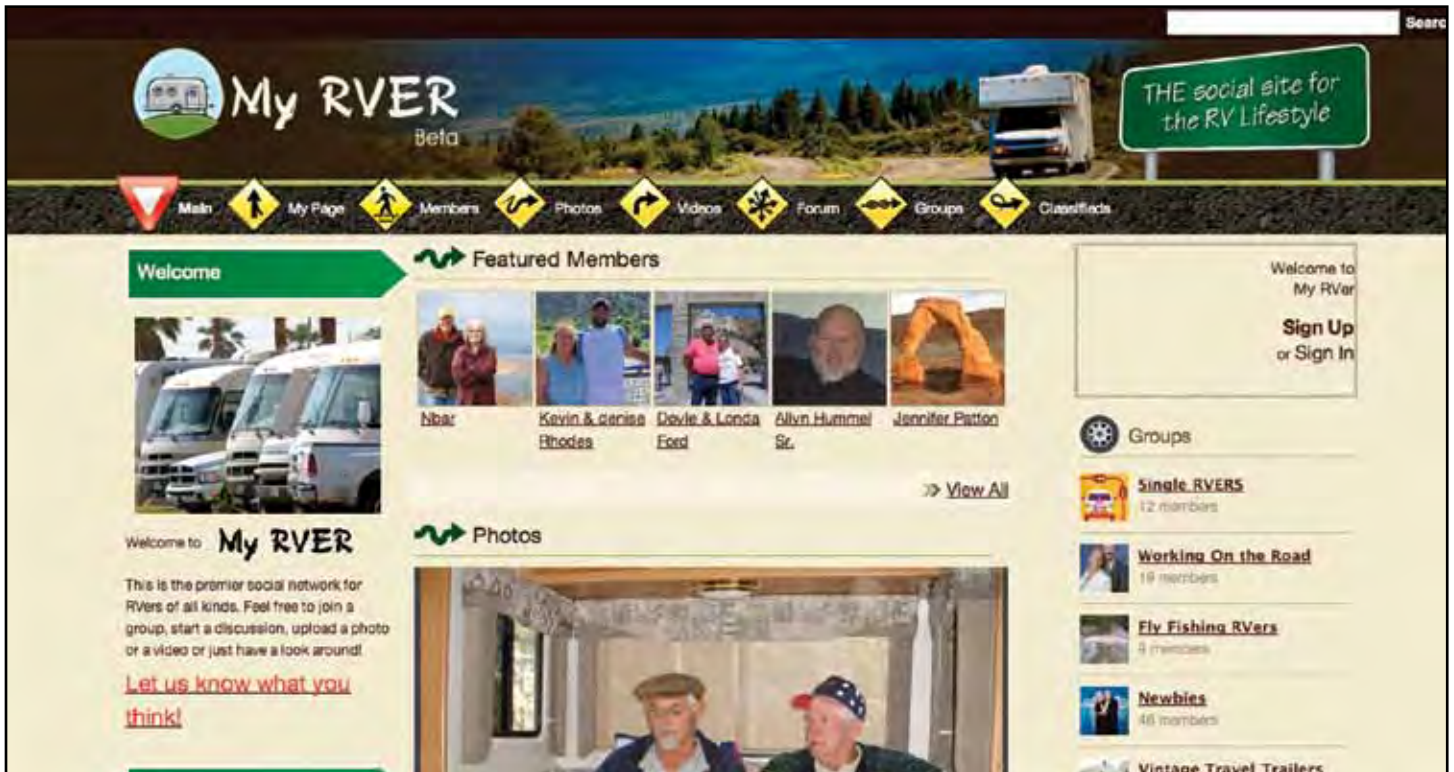 Searc
My RVER
Beta
THE social site for
the RV Lifestyle
Main
My Page
Members
Photos
Videos
Forum
Groups
Classifieds
Welcome
Welcome to My RVER
This is the premier social network for
RVers of all kinds. Feel free to join a
group, start a discussion, upload a photo
or a video or just have a look around!
Let us know what you
think!
Featured Members
Nbar
Kevin & denise
Rhodes
Doyle & Londa
Ford
Allyn Hummel
Sr.
Jennifer Patton
View All
Photos
Welcome to
My RVer
Sign Up
or Sign In
Groups
Single RVERS
12 members
Working On the Road
19 members
Fly Fishing RVers
9 members
Newbies
46 members
Vintage Travel Trailers